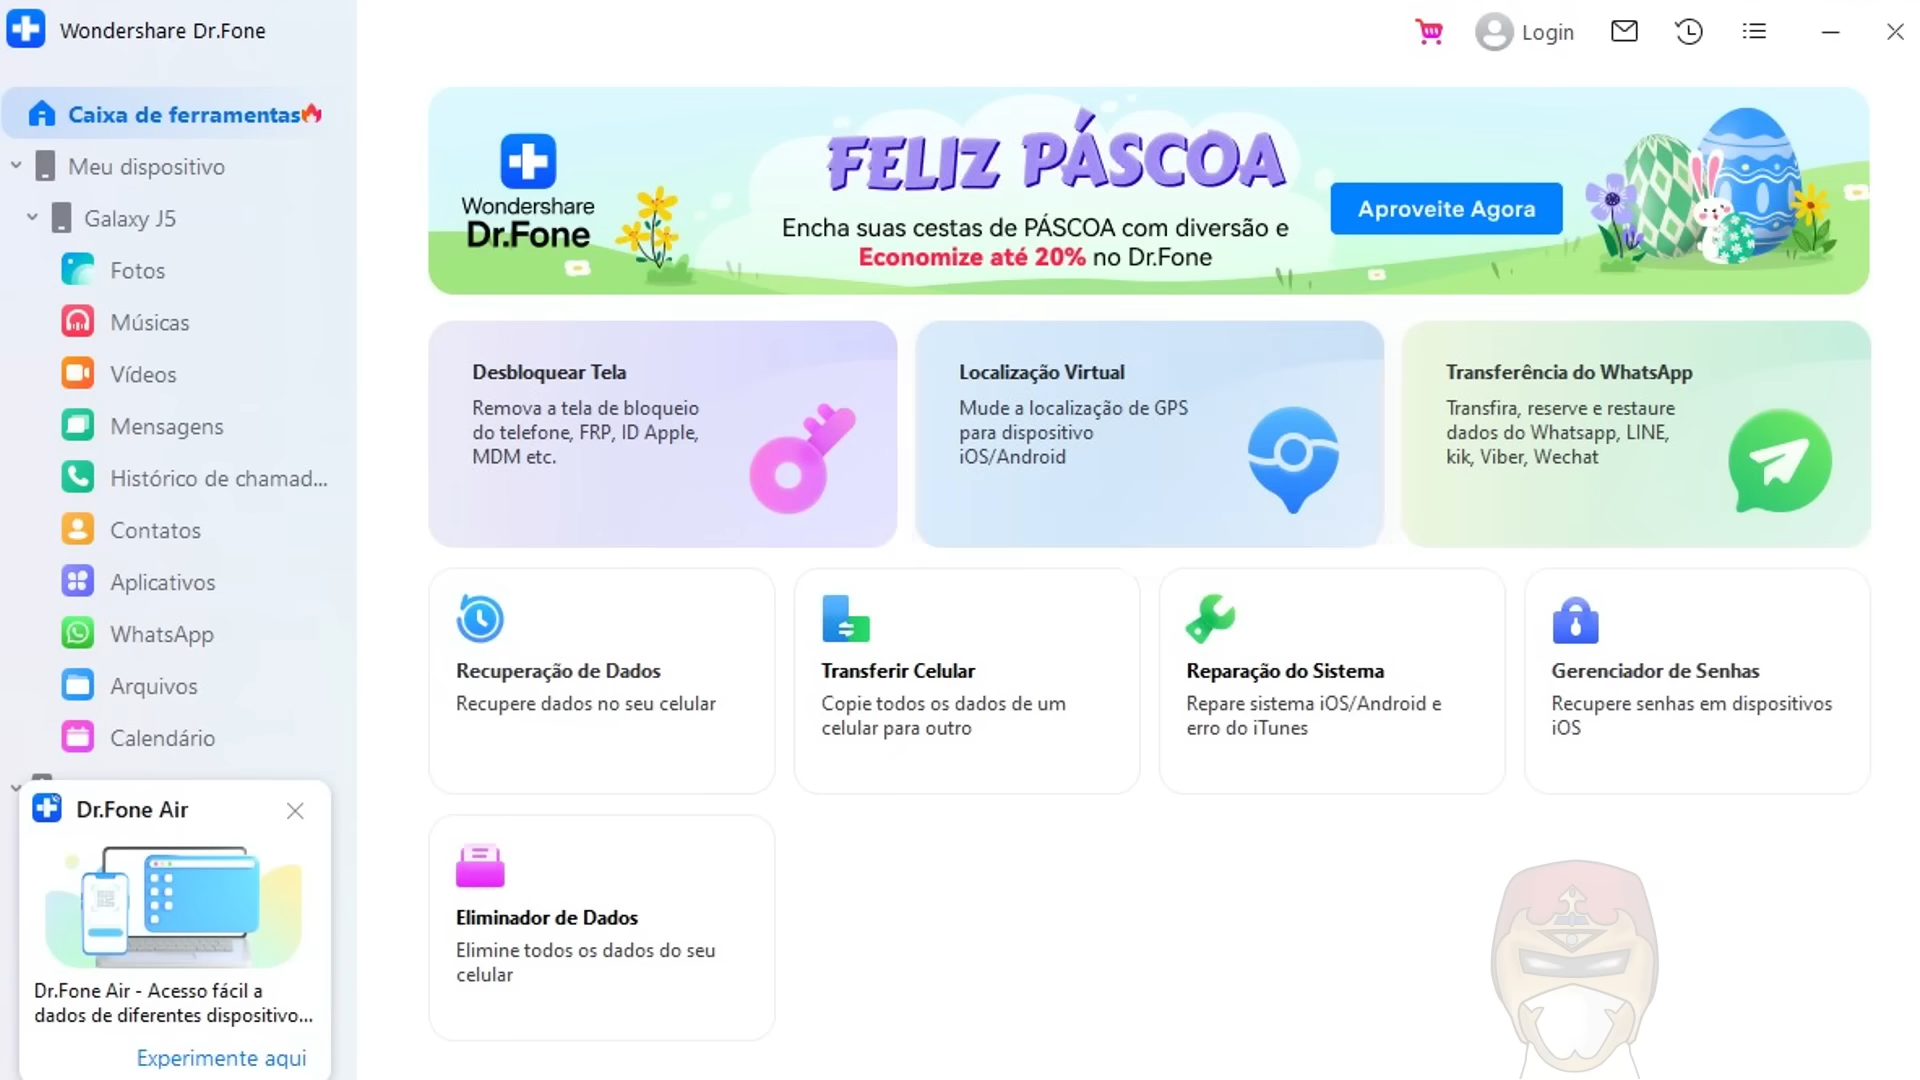 Wondershare Dr.Fone
Login
Caixa de ferramentas
Meu dispositivo
Galaxy J5
Fotos
Músicas
Vídeos
Mensagens
Histórico de chamad...
Contatos
Aplicativos
WhatsApp
Arquivos
Calendário
Dr.Fone Air
Dr.Fone Air - Acesso fácil a
dados de diferentes dispositivo...
Experimente aqui
Wondershare
Dr.Fone
FELIZ PÁSCOA
Encha suas cestas de PÁSCOA com diversão e
Economize até 20% no Dr.Fone
Aproveite Agora
Desbloquear Tela
Remova a tela de bloqueio
do telefone, FRP, ID Apple,
MDM etc.
Localização Virtual
Mude a localização de GPS
para dispositivo
iOS/Android
Transferência do WhatsApp
Transfira, reserve e restaure
dados do Whatsapp, LINE,
kik, Viber, Wechat
Recuperação de Dados
Recupere dados no seu celular
Transferir Celular
Copie todos os dados de um
celular para outro
Reparação do Sistema
Repare sistema iOS/Android e
erro do iTunes
Gerenciador de Senhas
Recupere senhas em dispositivos
iOS
Eliminador de Dados
Elimine todos os dados do seu
celular